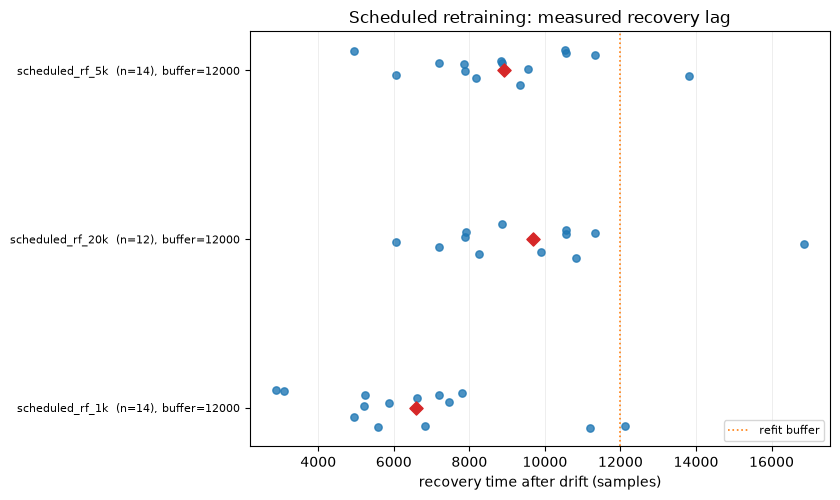 Scheduled retraining: measured recovery lag
scheduled_rf_5k (n=14), buffer=12000
scheduled_rf_20k (n=12), buffer=12000
scheduled_rf_1k (n=14), buffer=12000
refit buffer
4000 6000 8000 10000 12000 14000 16000
recovery time after drift (samples)